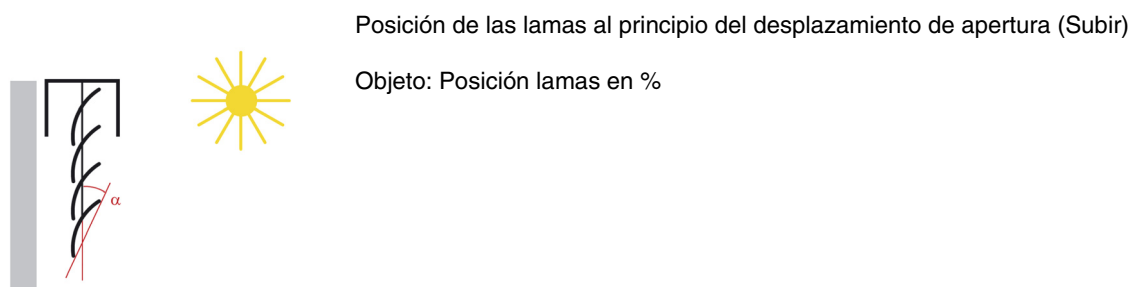 Posición de las lamas al principio del desplazamiento de apertura (Subir)
Objeto: Posición lamas en %
α